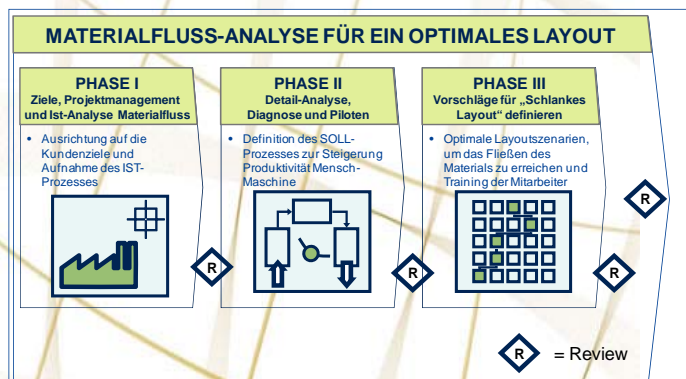 MATERIALFLUSS-ANALYSE FÜR EIN OPTIMALES LAYOUT
PHASE I
Ziele, Projektmanagement
und Ist-Analyse Materialfluss
• Ausrichtung auf die
Kundenziele und
Aufnahme des IST-
Prozesses
R
PHASE II
Detail-Analyse,
Diagnose und Piloten
• Definition des SOLL-
Prozesses zur Steigerung
Produktivität Mensch-
Maschine
R
PHASE III
Vorschläge für „Schlankes
Layout“ definieren
• Optimale Layoutszenarien,
um das Fließen des
Materials zu erreichen und
Training der Mitarbeiter
R
R
R = Review